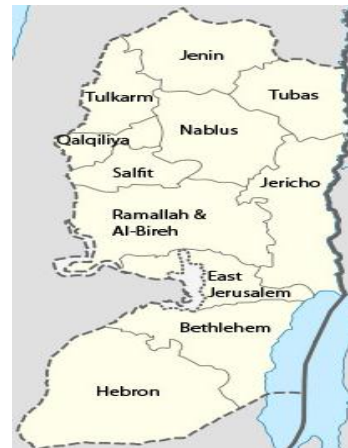 Jenin
Tulkarm
Tubas
Nablus
Qalqiliya
Salfit
Jericho
Ramallah &
Al-Bireh
East
Jerusalem
Bethlehem
Hebron